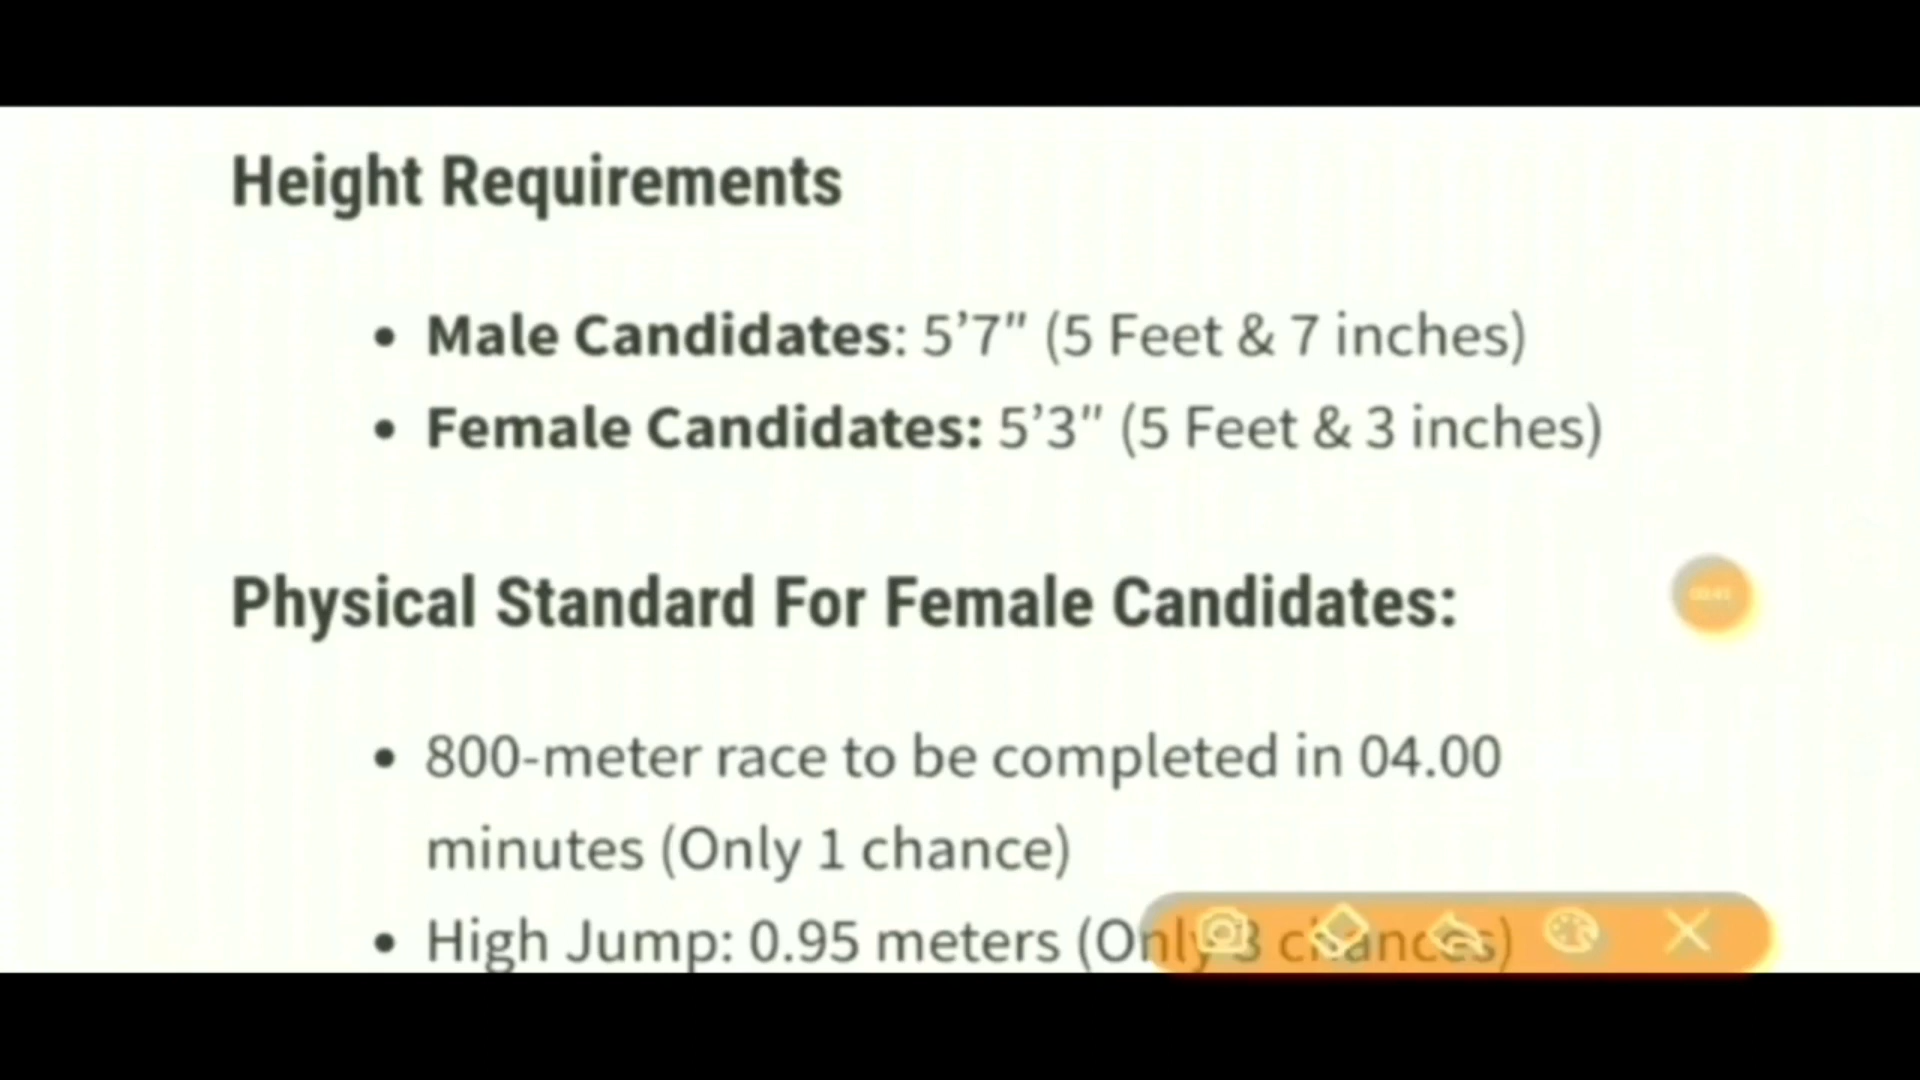 Height Requirements
• Male Candidates: 5’7″ (5 Feet & 7 inches)
• Female Candidates: 5’3″ (5 Feet & 3 inches)
Physical Standard For Female Candidates:
• 800-meter race to be completed in 04.00
minutes (Only 1 chance)
• High Jump: 0.95 meters (Only 3 chances)